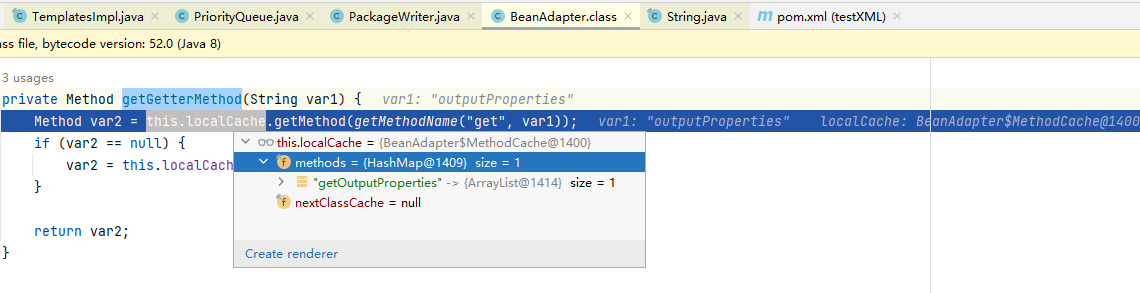 TemplatesImpl.java × PriorityQueue.java × PackageWriter.java × BeanAdapter.class × String.java × pom.xml (testXML) ×
ass file, bytecode version: 52.0 (Java 8)
3 usages
private Method getGetterMethod(String var1) { var1: "outputProperties"
Method var2 = this.localCache.getMethod(getMethodName("get", var1)); var1: "outputProperties" localCache: BeanAdapter$MethodCache@1400
if (var2 == null) {
this.localCache = {BeanAdapter$MethodCache@1400}
var2 = this.localCac
methods = {HashMap@1409} size = 1
}
"getOutputProperties" -> {ArrayList@1414} size = 1
nextClassCache = null
return var2;
}
Create renderer